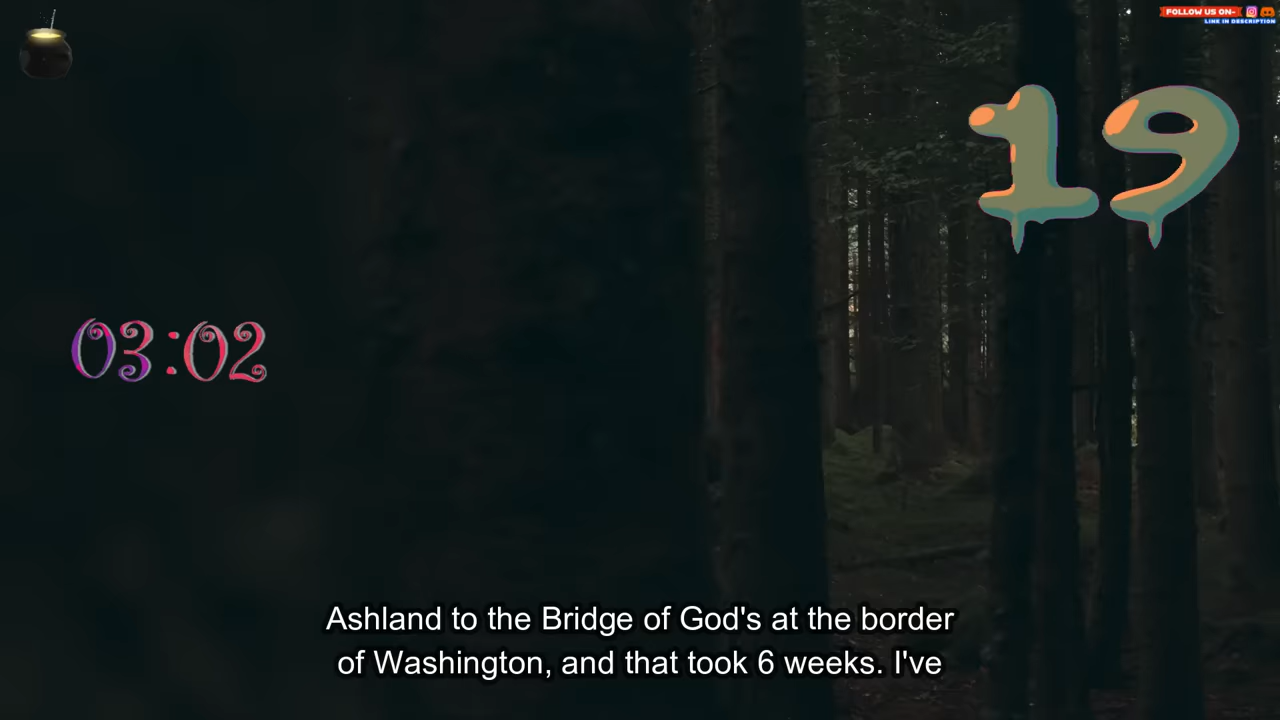 FOLLOW US ON-
LINK IN DESCRIPTION
19
03:02
Ashland to the Bridge of God's at the border
of Washington, and that took 6 weeks. I've